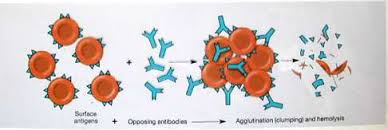 +
Surface
antigens + Opposing antibodies → Agglutination (clumping) and hemolysis